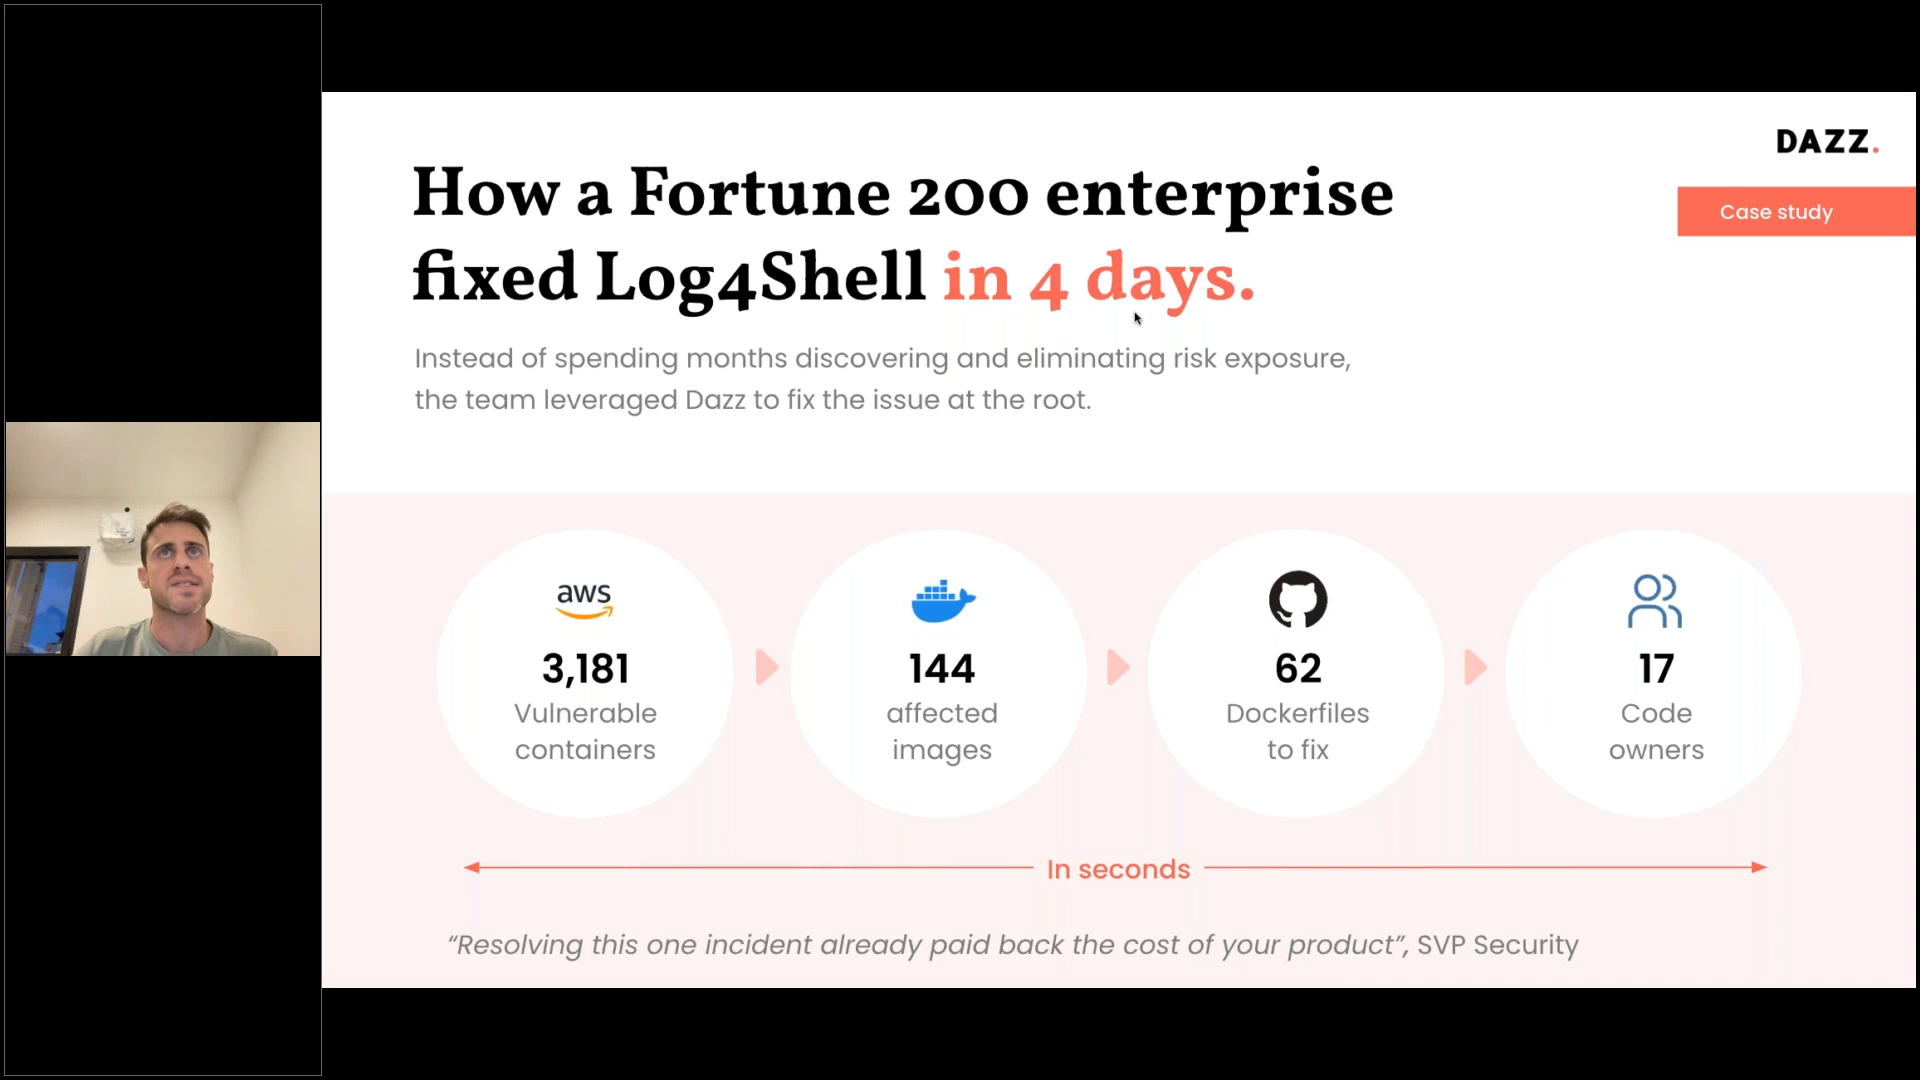 DAZZ.
Case study
How a Fortune 200 enterprise
fixed Log4Shell in 4 days.
Instead of spending months discovering and eliminating risk exposure,
the team leveraged Dazz to fix the issue at the root.
aws
3,181
Vulnerable
containers
144
affected
images
62
Dockerfiles
to fix
17
Code
owners
In seconds
“Resolving this one incident already paid back the cost of your product”, SVP Security